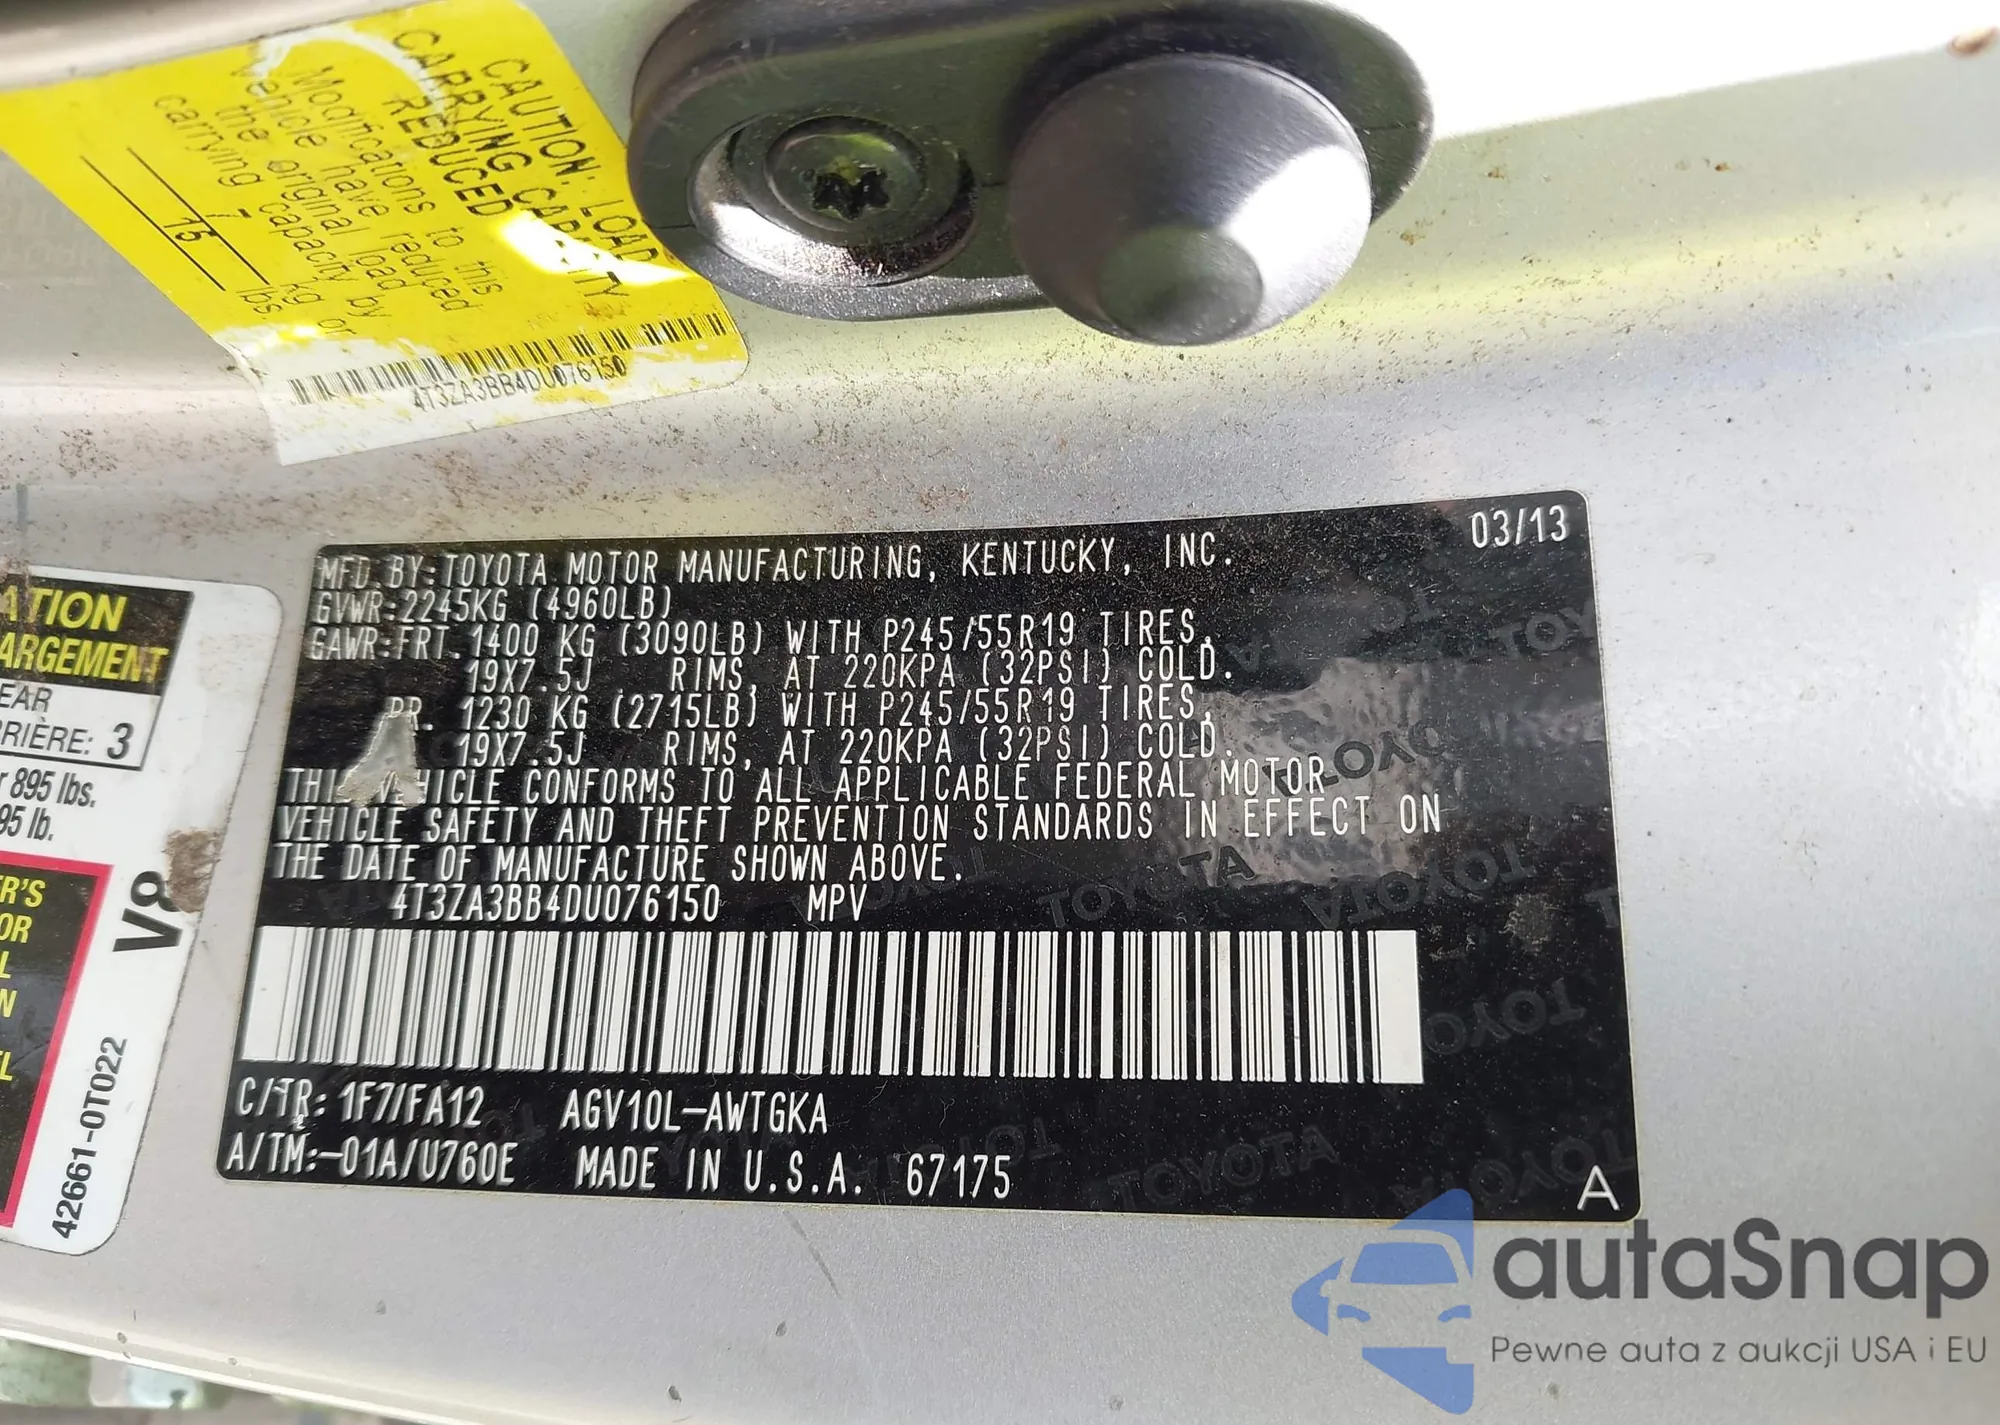 CAUTION: LOAD
CARRYING CAPACITY
REDUCED
Modifications to this
vehicle have reduced
the original load
carrying capacity by
7 kg or
15 lbs
4T3ZA3BB4DU076150
ATION
ARGEMENT
EAR
RIÈRE: 3
r 895 lbs.
95 lb.
ER'S
OR
L
N
EL
V8
42661-0T022
03/13
MFD. BY: TOYOTA MOTOR MANUFACTURING, KENTUCKY, INC.
GVWR:2245KG (4960LB)
GAWR:FRT. 1400 KG (3090LB) WITH P245/55R19 TIRES,
19X7.5J RIMS, AT 220KPA (32PSI) COLD.
RR. 1230 KG (2715LB) WITH P245/55R19 TIRES,
19X7.5J RIMS, AT 220KPA (32PSI) COLD.
THIS VEHICLE CONFORMS TO ALL APPLICABLE FEDERAL MOTOR
VEHICLE SAFETY AND THEFT PREVENTION STANDARDS IN EFFECT ON
THE DATE OF MANUFACTURE SHOWN ABOVE.
4T3ZA3BB4DU076150 MPV
C/TR: 1F7/FA12 AGV10L-AWTGKA
A/TM:-01A/U760E MADE IN U.S.A. 67175
A
autaSnap
Pewne auta z aukcji USA i EU